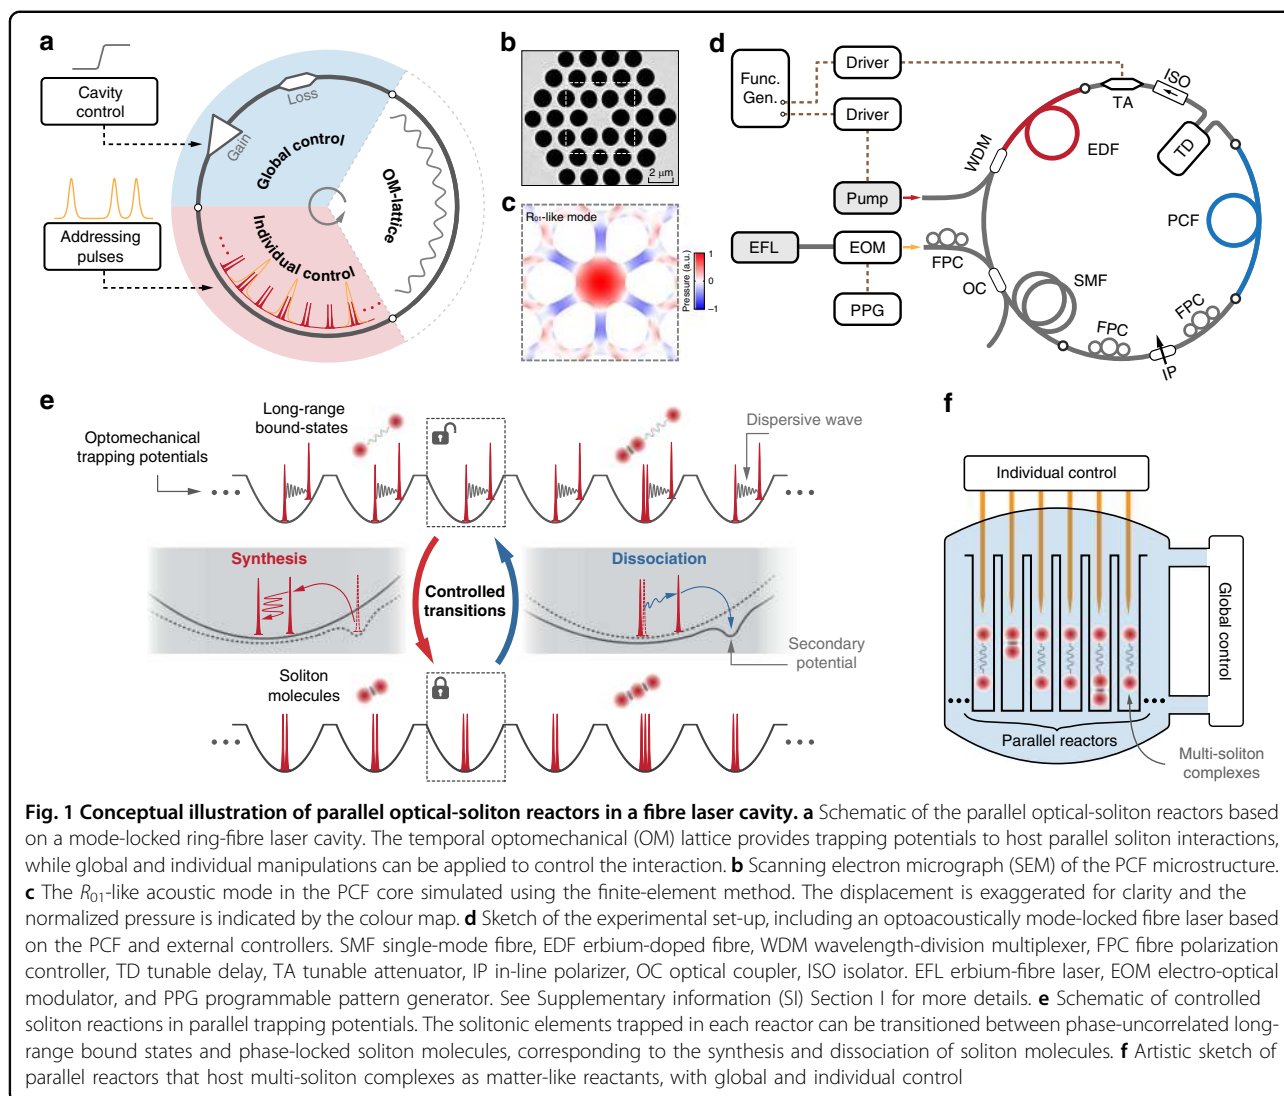 a
Cavity
control
Addressing
pulses
Loss
Gain
Global control
Individual control
OM-lattice
b
2 μm
c
R01-like mode
Pressure (a.u.)
1
0
−1
d
Func.
Gen.
Driver
Driver
Pump
EFL
EOM
PPG
WDM
EDF
TA
ISO
TD
PCF
FPC
OC
SMF
FPC
IP
FPC
e
Long-range
bound-states
Optomechanical
trapping potentials
Dispersive wave
Synthesis
Controlled
transitions
Dissociation
Secondary
potential
Soliton
molecules
f
Individual control
Global control
Parallel reactors
Multi-soliton
complexes
Fig. 1 Conceptual illustration of parallel optical-soliton reactors in a fibre laser cavity. a Schematic of the parallel optical-soliton reactors based
on a mode-locked ring-fibre laser cavity. The temporal optomechanical (OM) lattice provides trapping potentials to host parallel soliton interactions,
while global and individual manipulations can be applied to control the interaction. b Scanning electron micrograph (SEM) of the PCF microstructure.
c The R01-like acoustic mode in the PCF core simulated using the finite-element method. The displacement is exaggerated for clarity and the
normalized pressure is indicated by the colour map. d Sketch of the experimental set-up, including an optoacoustically mode-locked fibre laser based
on the PCF and external controllers. SMF single-mode fibre, EDF erbium-doped fibre, WDM wavelength-division multiplexer, FPC fibre polarization
controller, TD tunable delay, TA tunable attenuator, IP in-line polarizer, OC optical coupler, ISO isolator. EFL erbium-fibre laser, EOM electro-optical
modulator, and PPG programmable pattern generator. See Supplementary information (SI) Section I for more details. e Schematic of controlled
soliton reactions in parallel trapping potentials. The solitonic elements trapped in each reactor can be transitioned between phase-uncorrelated long-
range bound states and phase-locked soliton molecules, corresponding to the synthesis and dissociation of soliton molecules. f Artistic sketch of
parallel reactors that host multi-soliton complexes as matter-like reactants, with global and individual control